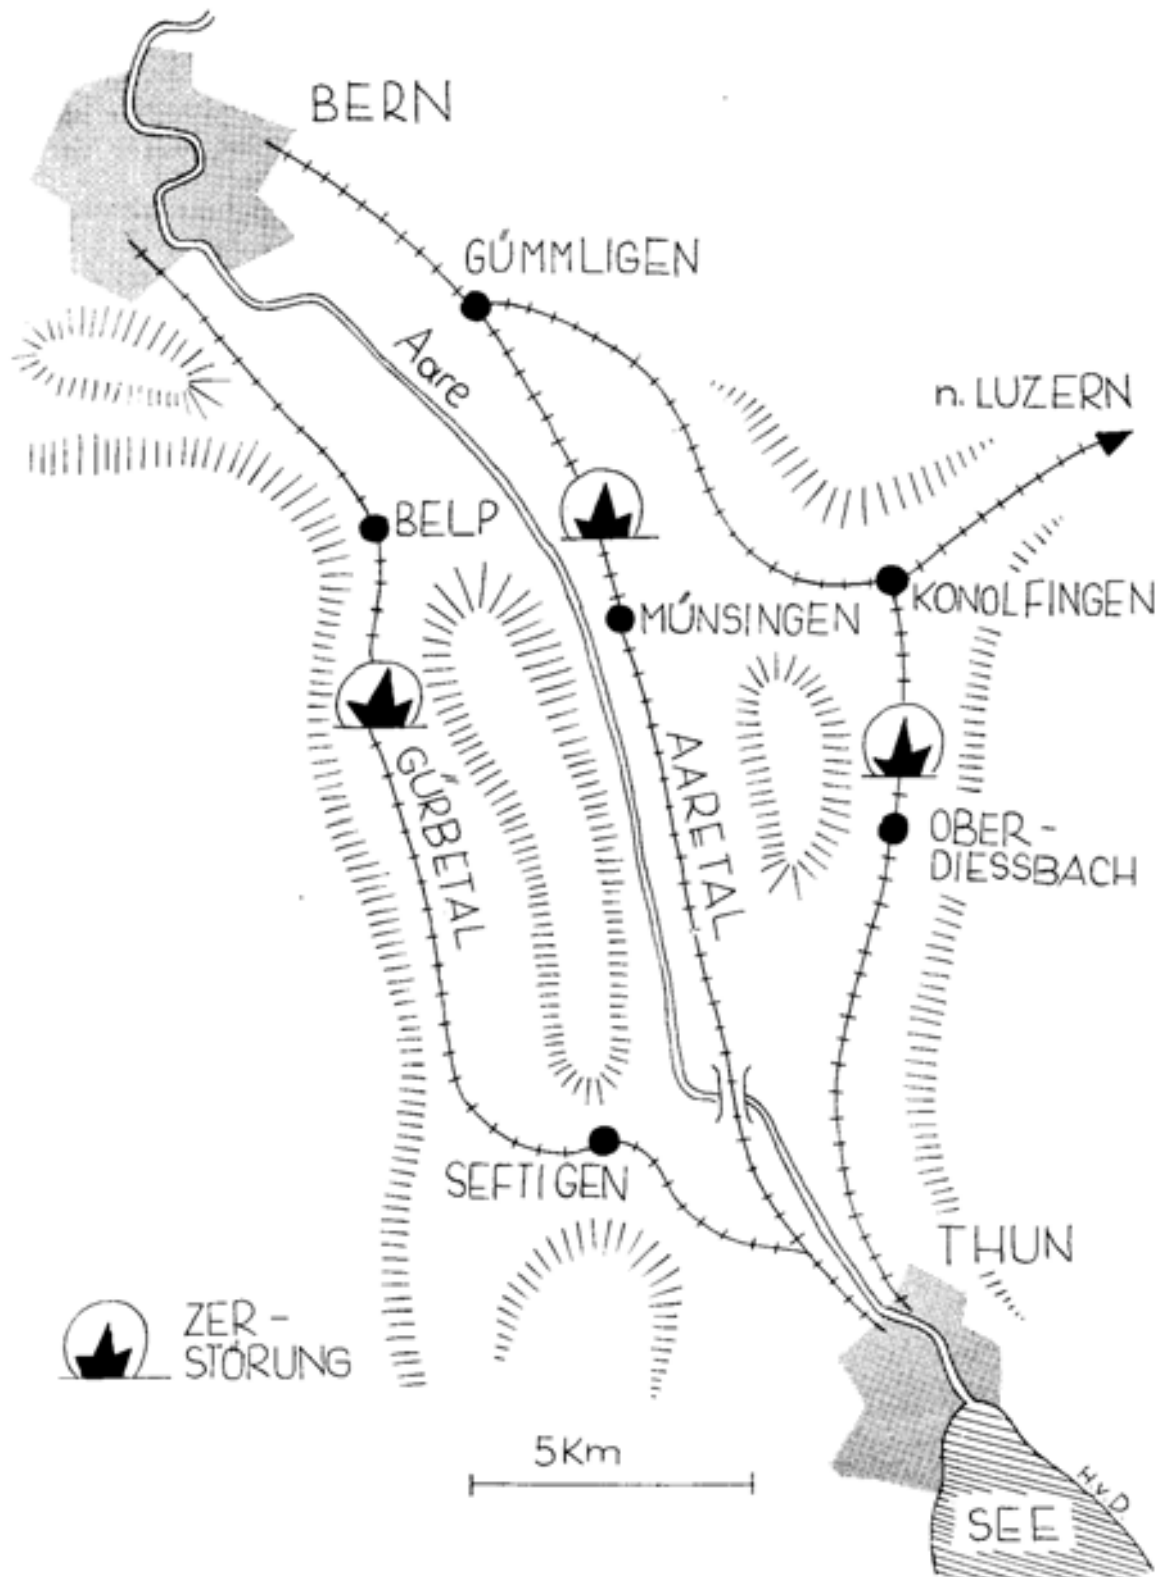 BERN
GÜMMLIGEN
Aare
n. LUZERN
BELP
KONOLFINGEN
MÜNSINGEN
GÜRBETAL
AARETAL
OBER-
DIESSBACH
SEFTIGEN
THUN
ZER-
STÖRUNG
5Km
H.v.D.
SEE